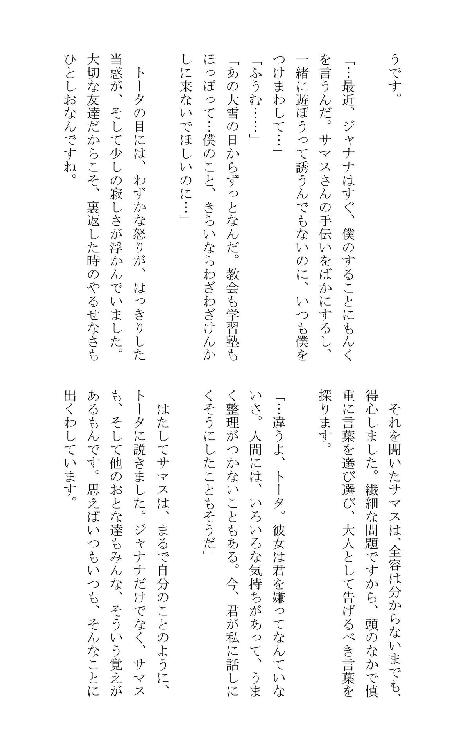 うです。
「…最近、ジャナナはすぐ、僕のすることにもんく
を言うんだ。サマスさんの手伝いをばかにするし、
一緒に遊ぼうって誘うんでもないのに、いつも僕を
つけまわして…」
「ふうむ……」
「あの大雪の日からずっとなんだ。教会も学習塾も
ほっぽって…僕のこと、きらいならわざわざけんか
しに来ないでほしいのに…」
トータの目には、わずかな怒りが、はっきりした
当惑が、そして少しの寂しさが浮かんでいました。
大切な友達だからこそ、裏返した時のやるせなさも
ひとしおなんですね。
それを聞いたサマスは、全容は分からないまでも、
得心しました。繊細な問題ですから、頭のなかで慎
重に言葉を選び選び、大人として告げるべき言葉を
探ります。
「…違うよ、トータ。彼女は君を嫌ってなんていな
いさ。人間には、いろいろな気持ちがあって、うま
く整理がつかないこともある。今、君が私に話しに
くそうにしたこともそうだ」
はたしてサマスは、まるで自分のことのように、
トータに説きました。ジャナナだけでなく、サマス
も、そして他のおとな達もみんな、そういう覚えが
あるもんです。思えばいつもいつも、そんなことに
出くわしています。